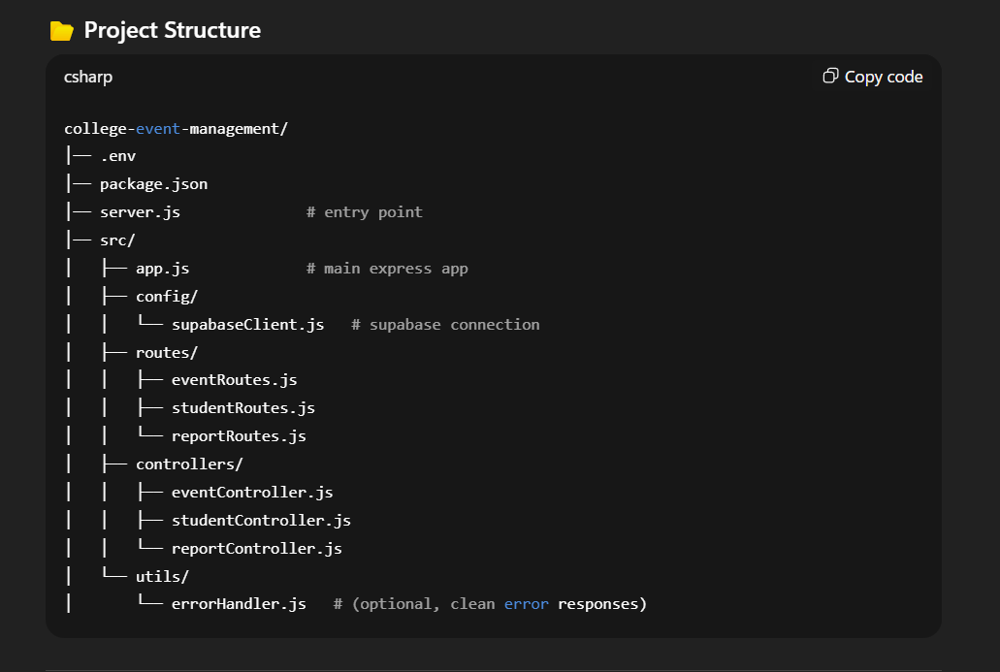 Project Structure
csharp
Copy code
college-event-management/
│── .env
│── package.json
│── server.js             # entry point
│── src/
│   ├── app.js             # main express app
│   ├── config/
│   │   └── supabaseClient.js   # supabase connection
│   ├── routes/
│   │   ├── eventRoutes.js
│   │   ├── studentRoutes.js
│   │   └── reportRoutes.js
│   ├── controllers/
│   │   ├── eventController.js
│   │   ├── studentController.js
│   │   └── reportController.js
│   └── utils/
│       └── errorHandler.js   # (optional, clean error responses)